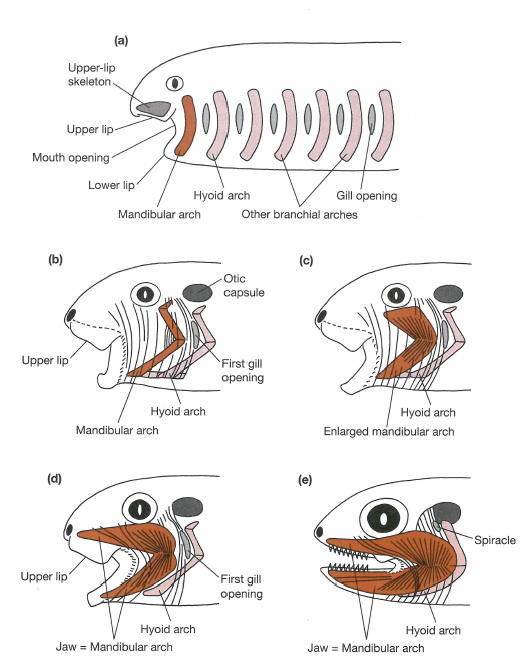 (a)
Upper-lip
skeleton
Upper lip
Mouth opening
Lower lip
Mandibular arch
Hyoid arch
Other branchial arches
Gill opening
(b)
Otic
capsule
Upper lip
First gill
opening
Hyoid arch
Mandibular arch
(c)
Hyoid arch
Enlarged mandibular arch
(d)
Upper lip
First gill
opening
Hyoid arch
Jaw = Mandibular arch
(e)
Spiracle
Hyoid arch
Jaw = Mandibular arch